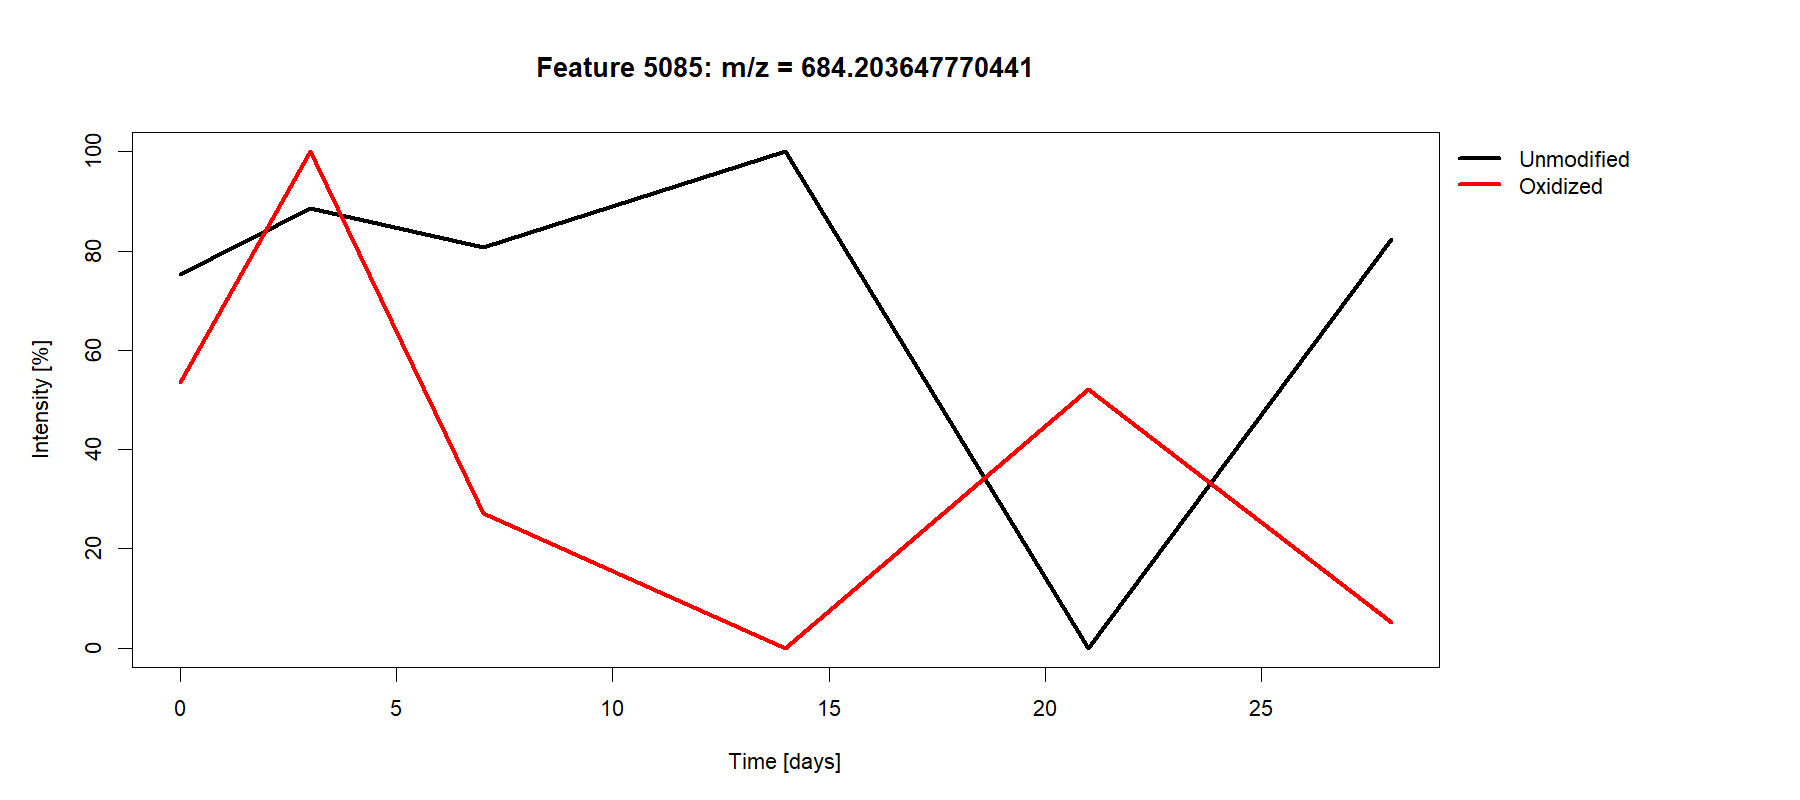 Feature 5085: m/z = 684.203647770441
Unmodified
Oxidized
Intensity [%]
100
80
60
40
20
0
0 5 10 15 20 25
Time [days]